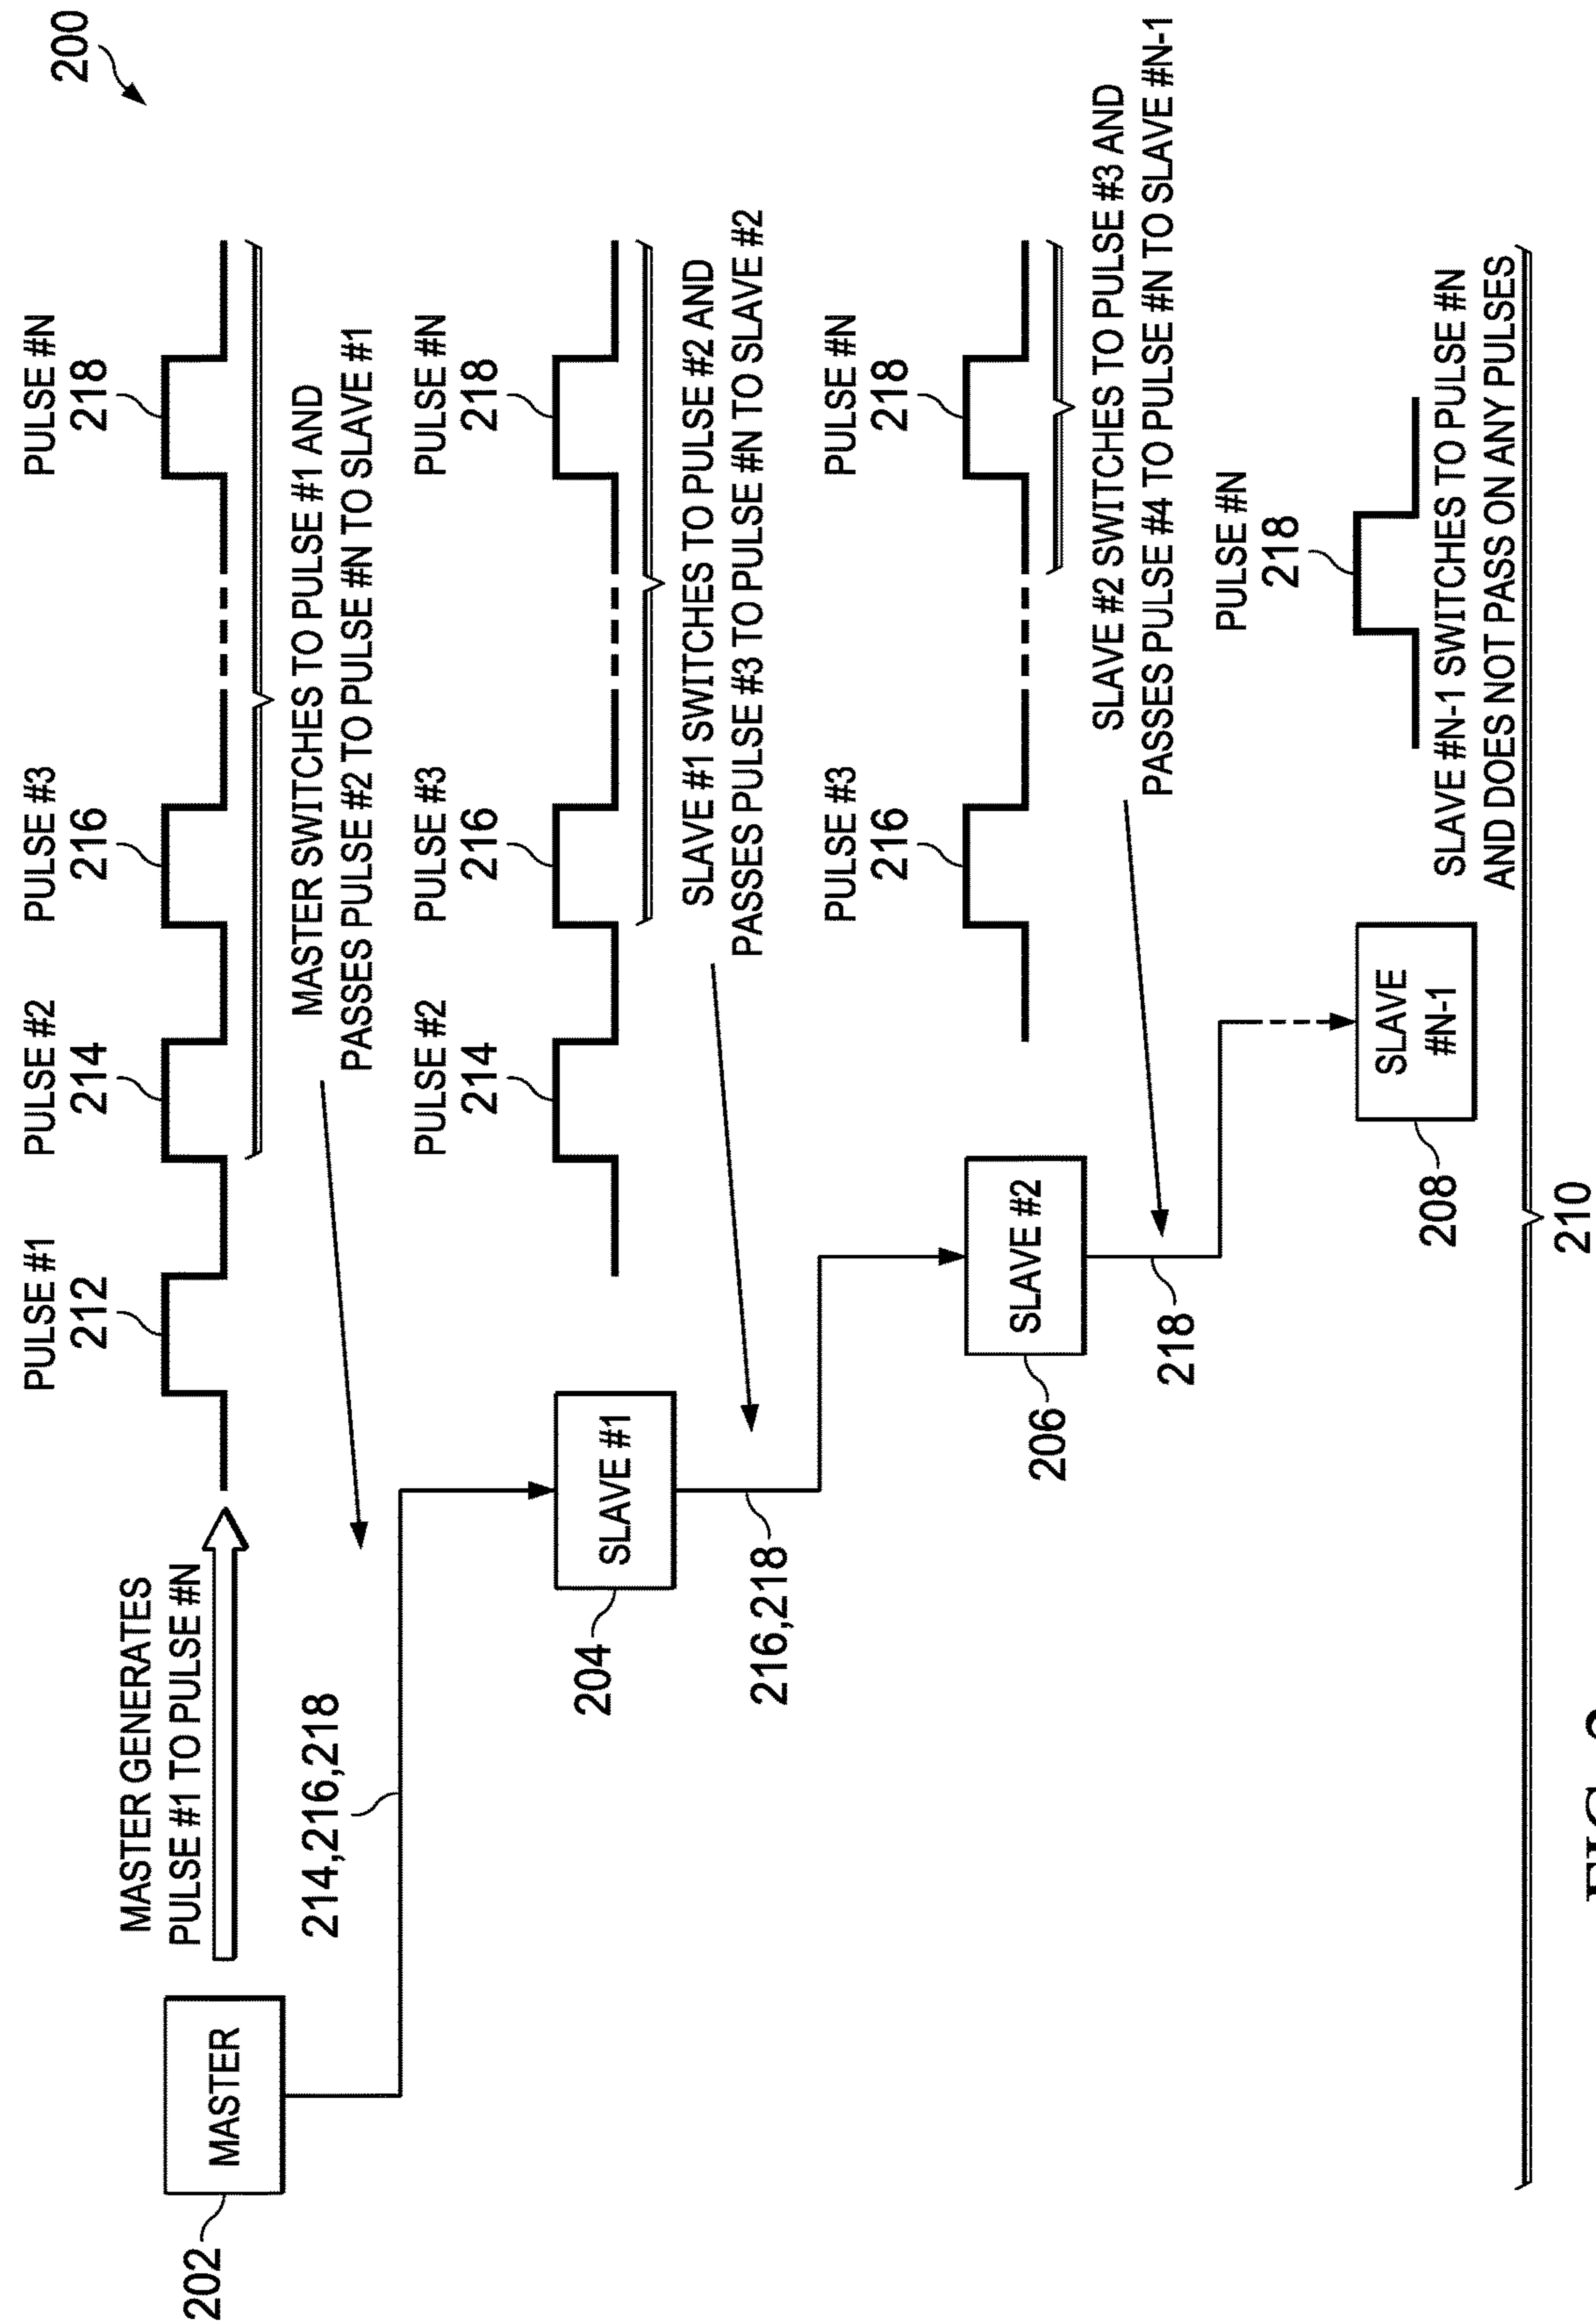 200
PULSE #1
212
PULSE #2
214
PULSE #3
216
PULSE #N
218
MASTER GENERATES
PULSE #1 TO PULSE #N
MASTER
202
MASTER SWITCHES TO PULSE #1 AND
PASSES PULSE #2 TO PULSE #N TO SLAVE #1
214,216,218
PULSE #2
214
PULSE #3
216
PULSE #N
218
SLAVE #1
204
SLAVE #1 SWITCHES TO PULSE #2 AND
PASSES PULSE #3 TO PULSE #N TO SLAVE #2
216,218
PULSE #3
216
PULSE #N
218
SLAVE #2
206
SLAVE #2 SWITCHES TO PULSE #3 AND
PASSES PULSE #4 TO PULSE #N TO SLAVE #N-1
218
PULSE #N
218
SLAVE
#N-1
208
SLAVE #N-1 SWITCHES TO PULSE #N
AND DOES NOT PASS ON ANY PULSES
210